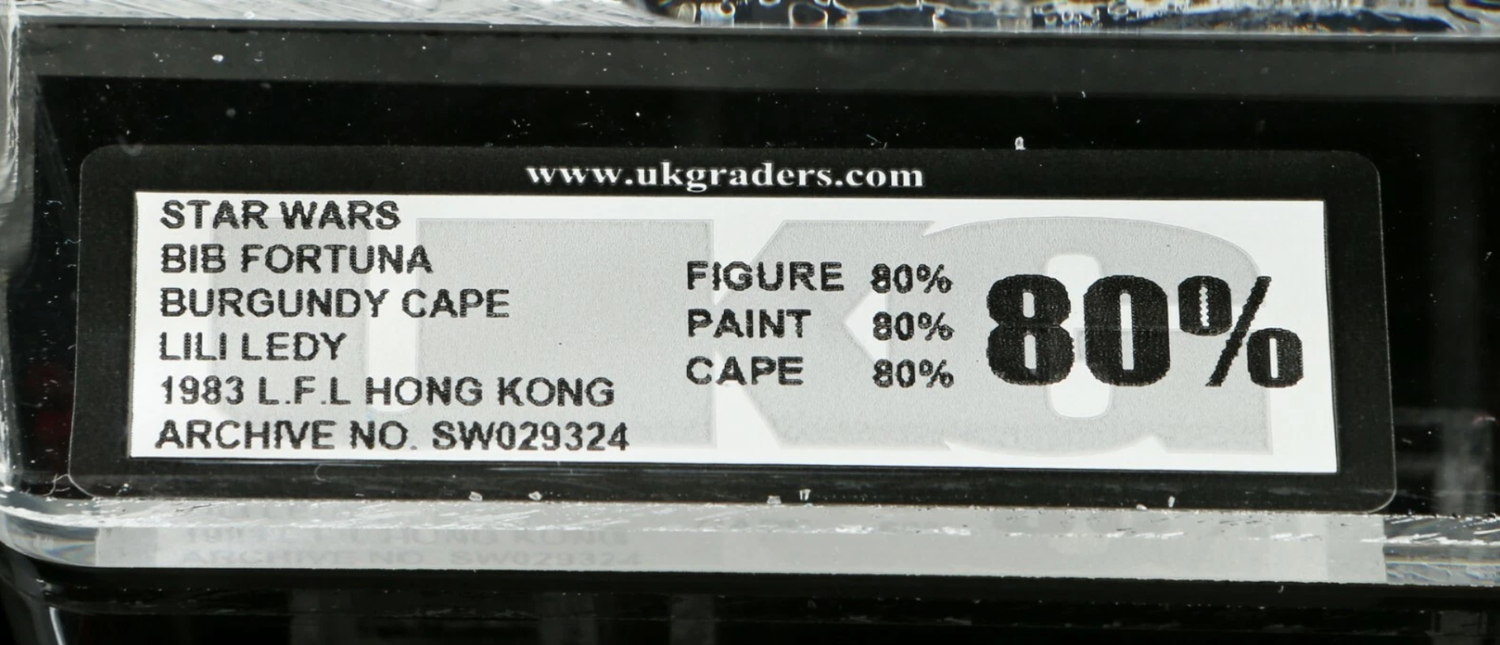 www.ukgraders.com
STAR WARS
BIB FORTUNA
BURGUNDY CAPE
LILI LEDY
1983 L.F.L HONG KONG
ARCHIVE NO. SW029324
FIGURE 80%
PAINT 80%
CAPE 80%
80%
UKG